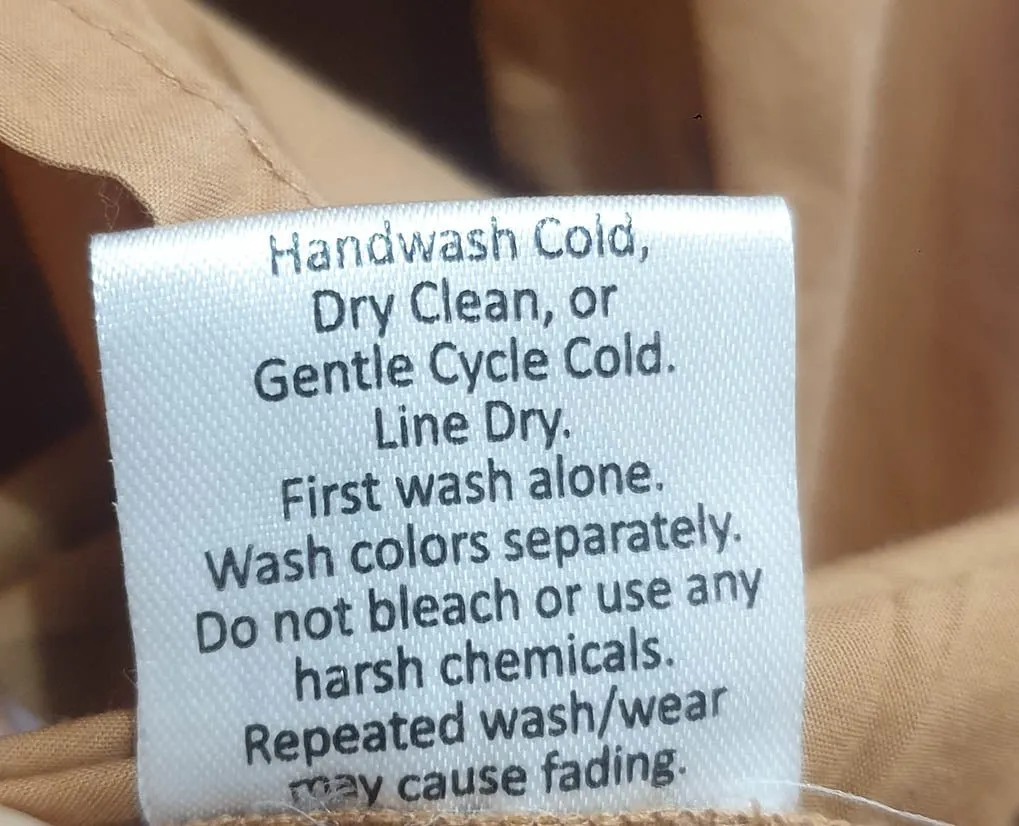 Handwash Cold,
Dry Clean, or
Gentle Cycle Cold.
Line Dry.
First wash alone.
Wash colors separately.
Do not bleach or use any
harsh chemicals.
Repeated wash/wear
may cause fading.